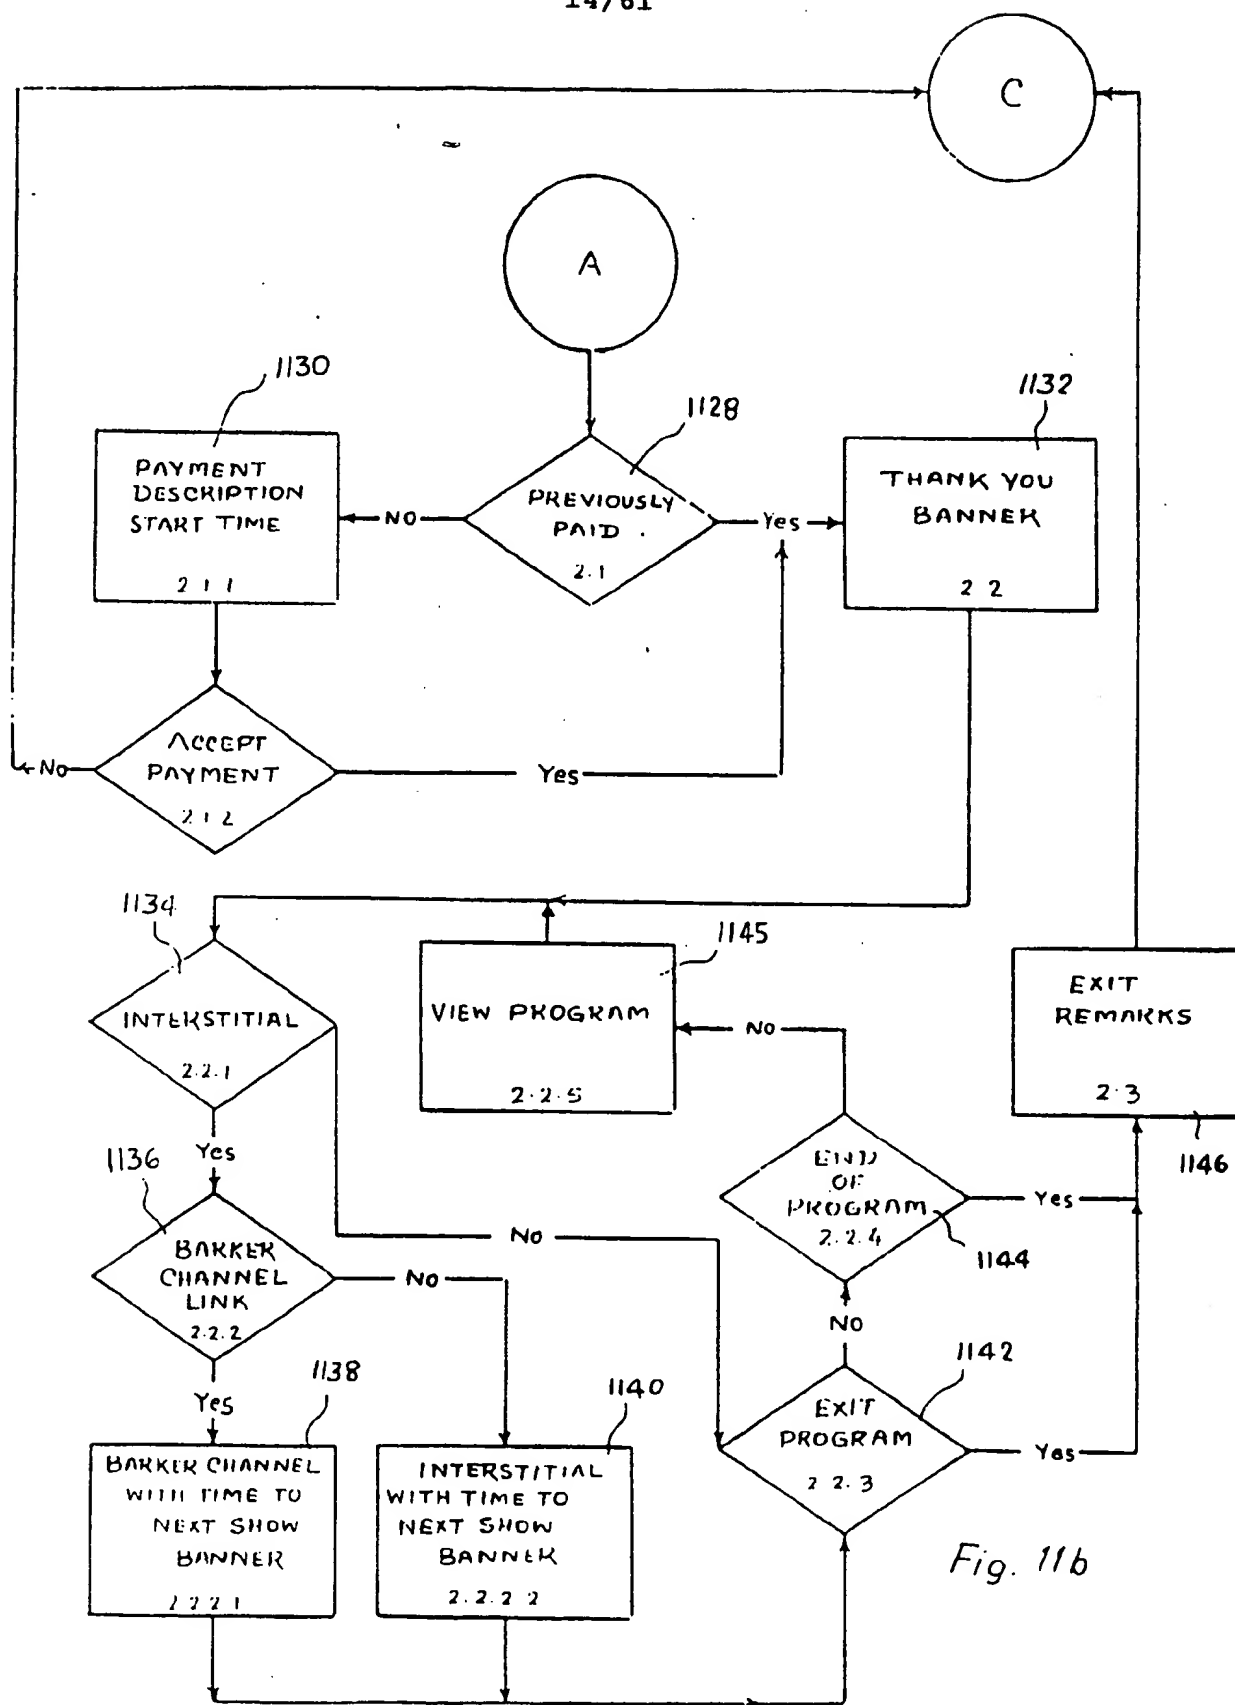 14/61
C
A
1130
1128
1132
PAYMENT
DESCRIPTION
START TIME
2 1 1
NO
PREVIOUSLY
PAID
2.1
Yes
THANK YOU
BANNER
2 2
ACCEPT
PAYMENT
2 1 2
No
Yes
1134
INTERSTITIAL
2.2.1
Yes
No
1145
VIEW PROGRAM
2.2.5
No
EXIT
REMARKS
2.3
1146
END
OF
PROGRAM
2.2.4
Yes
1144
No
1136
BARKER
CHANNEL
LINK
2.2.2
No
Yes
1138
BARKER CHANNEL
WITH TIME TO
NEXT SHOW
BANNER
2 2 2 1
1140
INTERSTITIAL
WITH TIME TO
NEXT SHOW
BANNER
2.2.2 2
1142
EXIT
PROGRAM
2 2.3
Yes
Fig. 11b